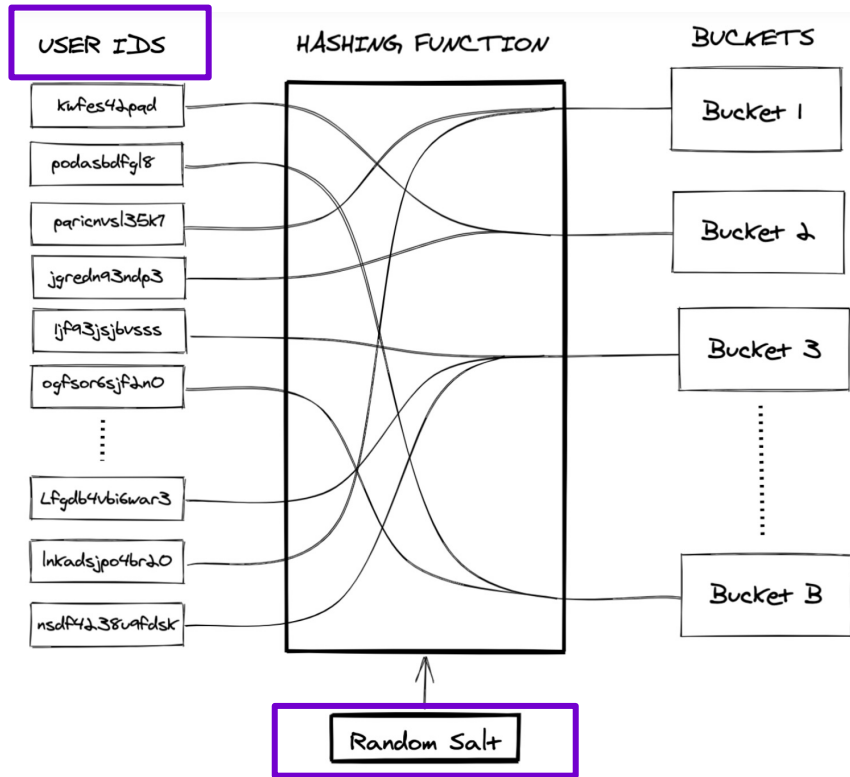 USER IDS
HASHING FUNCTION
BUCKETS
kwfes42pqd
podasbdfgl8
pqricnvsl35k7
jgredn93ndp3
ljf93jsjbvsss
ogfsor6sjf2n0
Lfgdb4vbi6war3
lnkadsjpo4br20
nsdf4238u9fdsk
Bucket 1
Bucket 2
Bucket 3
Bucket B
Random Salt